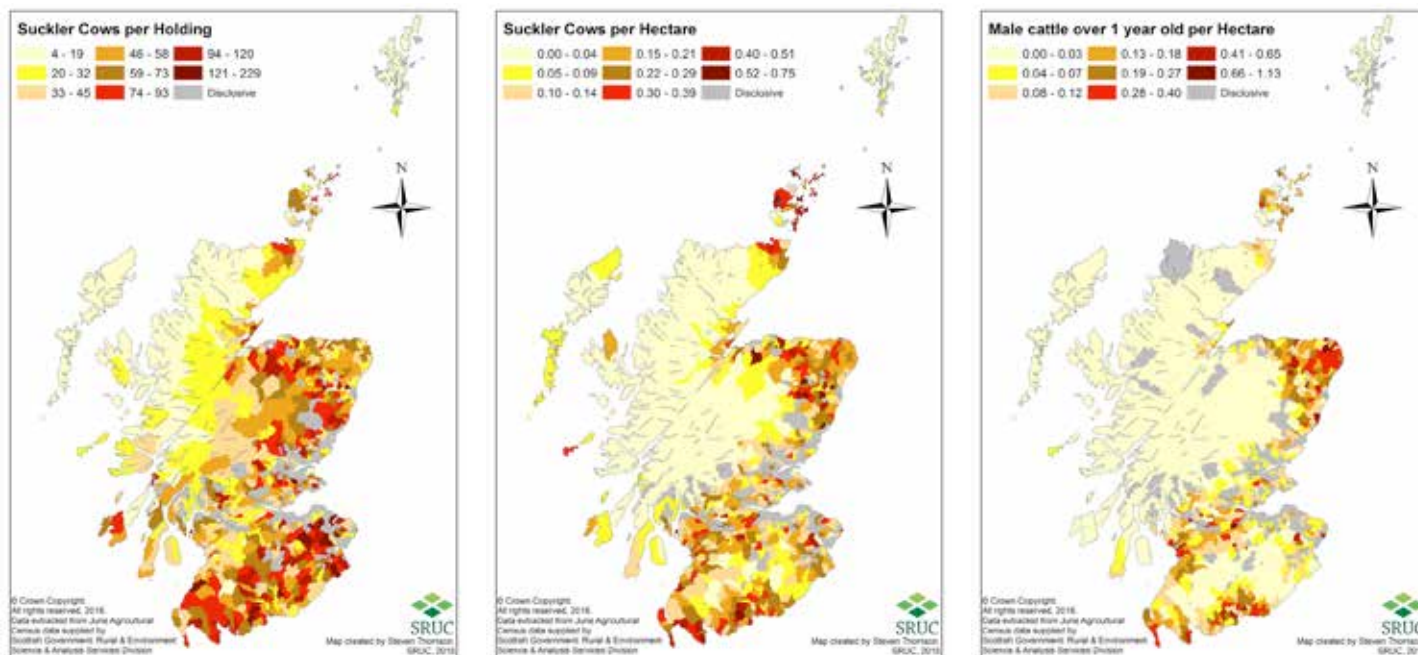 Suckler Cows per Holding
4 - 19
46 - 58
94 - 120
20 - 32
59 - 73
121 - 229
33 - 45
74 - 93
Disclosive
N
© Crown Copyright
All rights reserved, 2016.
Data extracted from June Agricultural
Census data supplied by
Scottish Government, Rural & Environment
Science & Analysis Services Division
SRUC
Map created by Steven Thomson
SRUC, 2015
Suckler Cows per Hectare
0.00 - 0.04
0.15 - 0.21
0.40 - 0.51
0.05 - 0.09
0.22 - 0.29
0.52 - 0.75
0.10 - 0.14
0.30 - 0.39
Disclosive
N
© Crown Copyright
All rights reserved, 2016.
Data extracted from June Agricultural
Census data supplied by
Scottish Government, Rural & Environment
Science & Analysis Services Division
SRUC
Map created by Steven Thomson
SRUC, 2015
Male cattle over 1 year old per Hectare
0.00 - 0.03
0.13 - 0.18
0.41 - 0.65
0.04 - 0.07
0.19 - 0.27
0.66 - 1.13
0.08 - 0.12
0.28 - 0.40
Disclosive
N
© Crown Copyright
All rights reserved, 2016.
Data extracted from June Agricultural
Census data supplied by
Scottish Government, Rural & Environment
Science & Analysis Services Division
SRUC
Map created by Steven Thomson
SRUC, 2015